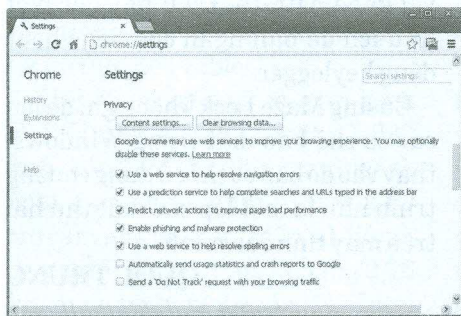 Settings
chrome://settings
Chrome
Settings
History
Extensions
Settings
Help
Privacy
Content settings...
Clear browsing data...
Google Chrome may use web services to improve your browsing experience. You may optionally
disable these services. Learn more
Use a web service to help resolve navigation errors
Use a prediction service to help complete searches and URLs typed in the address bar
Predict network actions to improve page load performance
Enable phishing and malware protection
Use a web service to help resolve spelling errors
Automatically send usage statistics and crash reports to Google
Send a 'Do Not Track' request with your browsing traffic